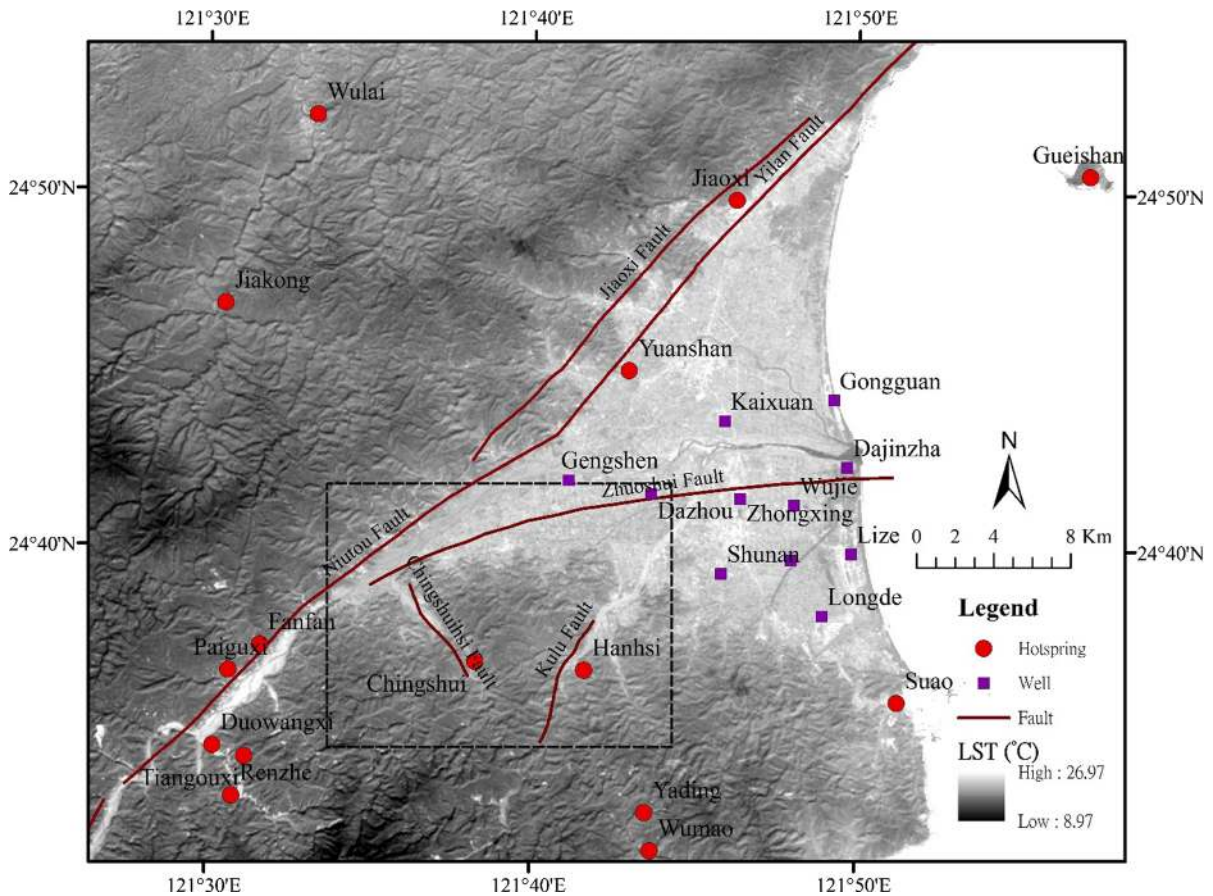 121°30'E
121°40'E
121°50'E
Wulai
Yilan Fault
Gueishan
24°50'N
Jiaoxi
24°50'N
Jiaoxi Fault
Jiakong
Yuanshan
Gongguan
Kaixuan
N
Dajinzha
Gengshen
Zhuoshui Fault
Wujie
Dazhou
Zhongxing
0 2 4 8 Km
Niutou Fault
24°40'N
24°40'N
Lize
Shunan
Chingshuihsi Fault
Longde
Legend
Fanfan
Kulu Fault
Hanhsi
Hotspring
Paiguxi
Chingshui
Suao
Well
Duowangxi
Fault
LST (°C)
Tiangouxi
Renzhe
High : 26.97
Yading
Low : 8.97
Wumao
121°30'E
121°40'E
121°50'E